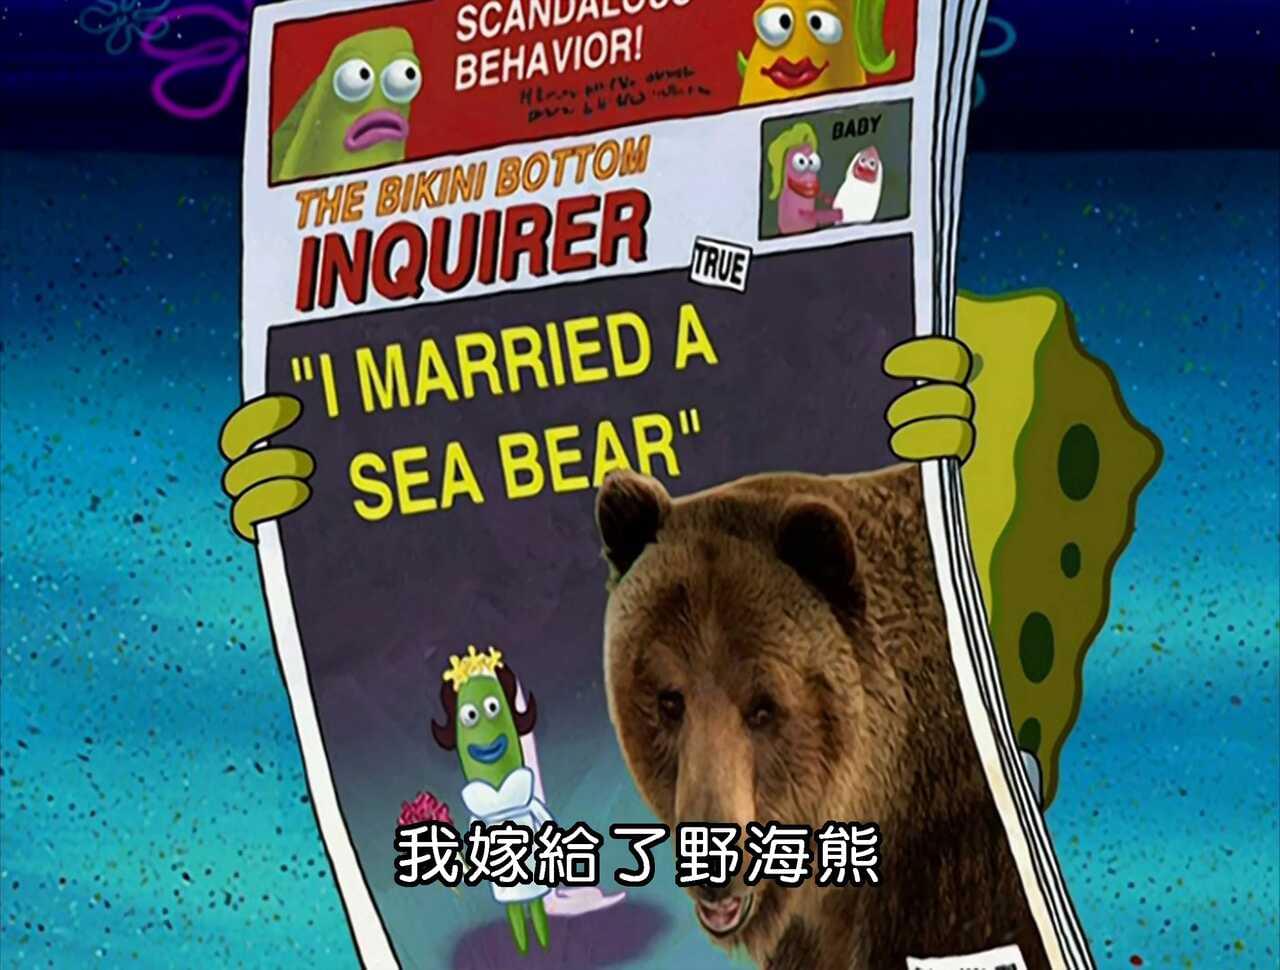 SCANDALOUS
BEHAVIOR!
BABY
THE BIKINI BOTTOM
INQUIRER
TRUE
"I MARRIED A
SEA BEAR"
我嫁給了野海熊